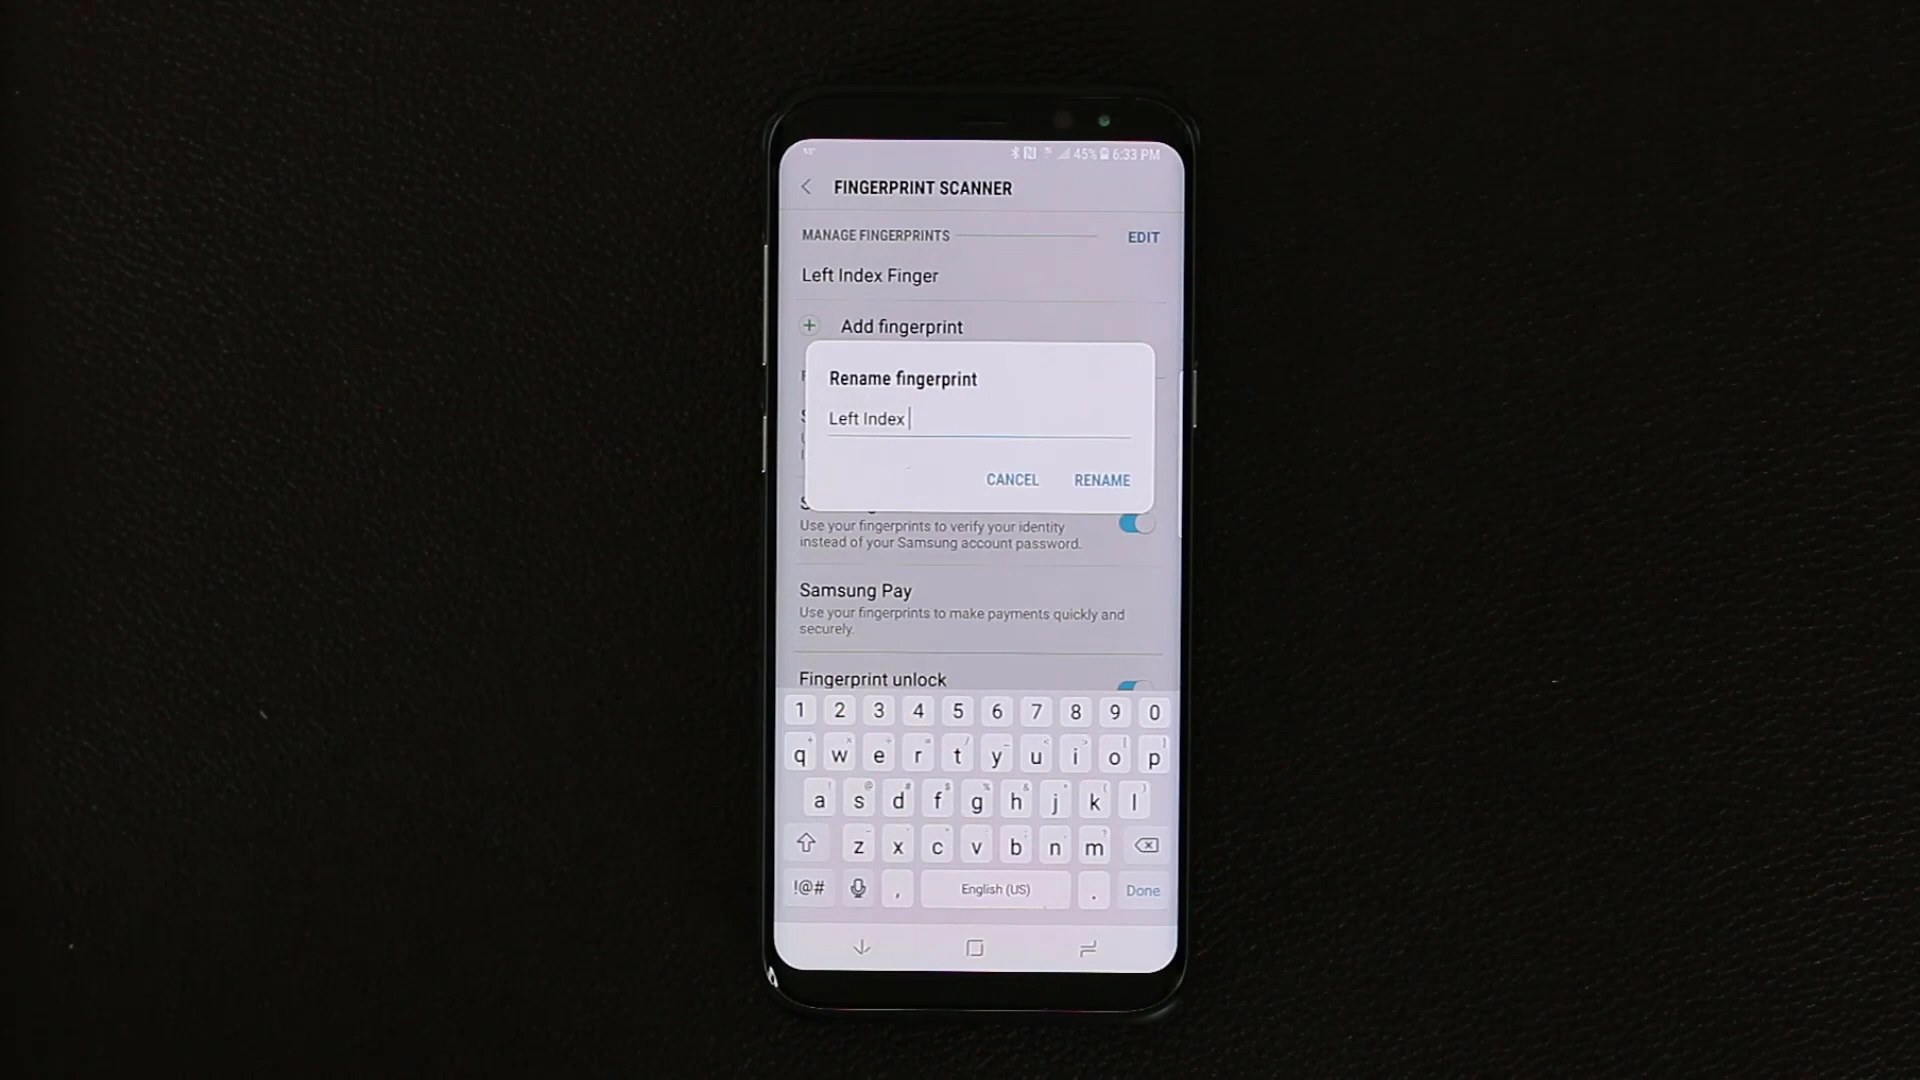 45% 6:33 PM
FINGERPRINT SCANNER
MANAGE FINGERPRINTS EDIT
Left Index Finger
Add fingerprint
Rename fingerprint
Left Index
CANCEL RENAME
Use your fingerprints to verify your identity
instead of your Samsung account password.
Samsung Pay
Use your fingerprints to make payments quickly and
securely.
Fingerprint unlock
1 2 3 4 5 6 7 8 9 0
q w e r t y u i o p
a s d f g h j k l
z x c v b n m
!@# , English (US) . Done